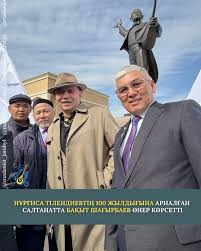 НҰРҒИСА ТІЛЕНДИЕВТІҢ 100 ЖЫЛДЫҒЫНА АРНАЛҒАН
САЛТАНАТТА БАҚЫТ ШАҒЫРБАЕВ ӨНЕР КӨРСЕТТІ